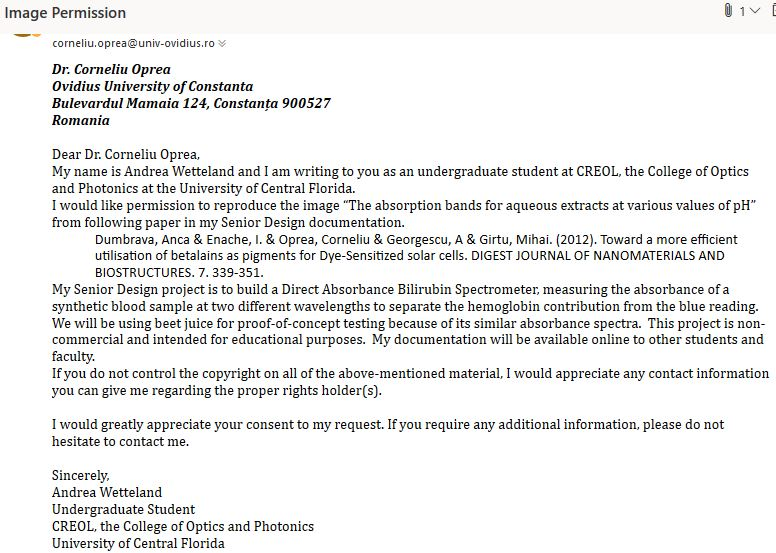 Image Permission
1
corneliu.oprea@univ-ovidius.ro
Dr. Corneliu Oprea
Ovidius University of Constanta
Bulevardul Mamaia 124, Constanța 900527
Romania
Dear Dr. Corneliu Oprea,
My name is Andrea Wetteland and I am writing to you as an undergraduate student at CREOL, the College of Optics
and Photonics at the University of Central Florida.
I would like permission to reproduce the image “The absorption bands for aqueous extracts at various values of pH”
from following paper in my Senior Design documentation.
Dumbrava, Anca & Enache, I. & Oprea, Corneliu & Georgescu, A & Girtu, Mihai. (2012). Toward a more efficient
utilisation of betalains as pigments for Dye-Sensitized solar cells. DIGEST JOURNAL OF NANOMATERIALS AND
BIOSTRUCTURES. 7. 339-351.
My Senior Design project is to build a Direct Absorbance Bilirubin Spectrometer, measuring the absorbance of a
synthetic blood sample at two different wavelengths to separate the hemoglobin contribution from the blue reading.
We will be using beet juice for proof-of-concept testing because of its similar absorbance spectra. This project is non-
commercial and intended for educational purposes. My documentation will be available online to other students and
faculty.
If you do not control the copyright on all of the above-mentioned material, I would appreciate any contact information
you can give me regarding the proper rights holder(s).
I would greatly appreciate your consent to my request. If you require any additional information, please do not
hesitate to contact me.
Sincerely,
Andrea Wetteland
Undergraduate Student
CREOL, the College of Optics and Photonics
University of Central Florida